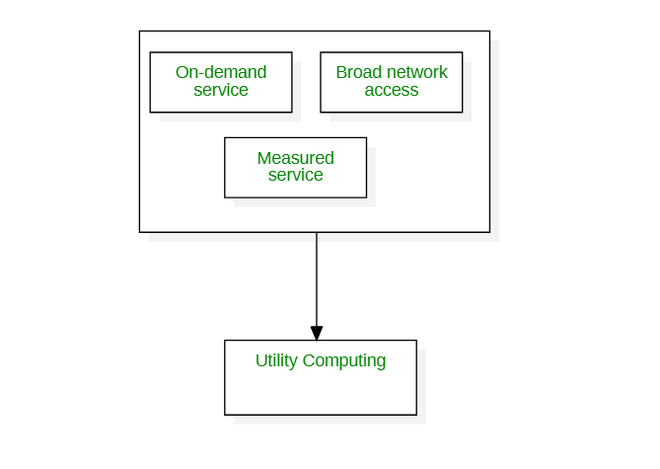 On-demand
service
Broad network
access
Measured
service
Utility Computing